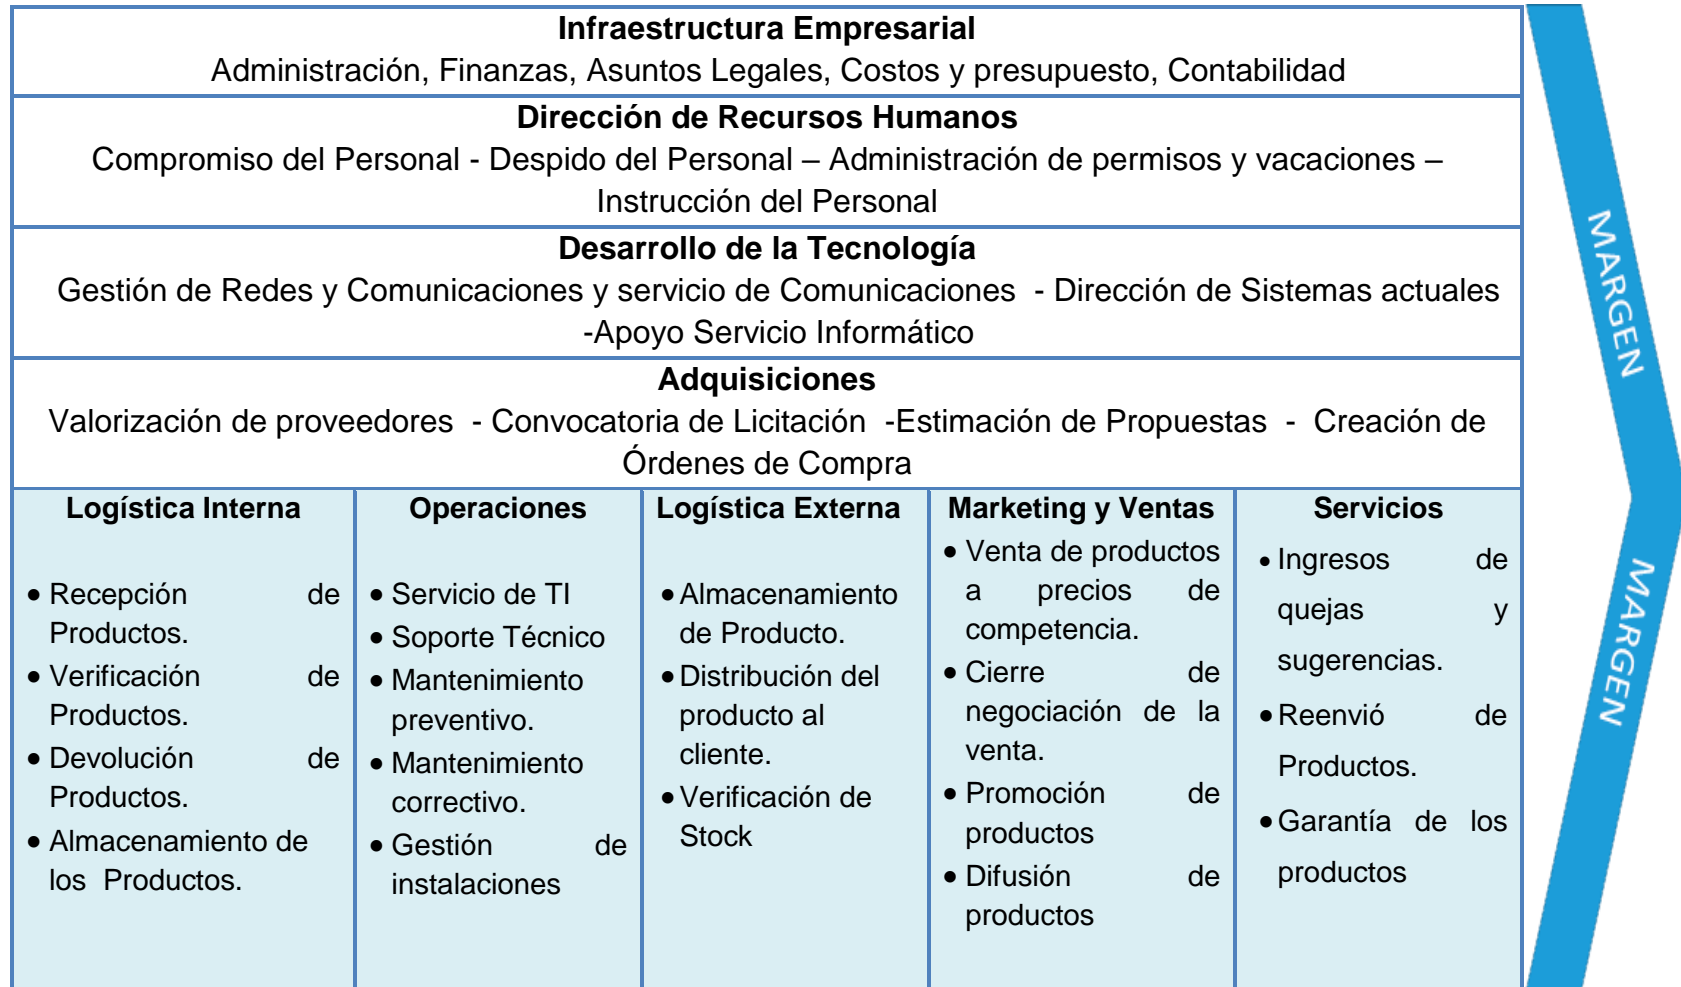 Infraestructura Empresarial
Administración, Finanzas, Asuntos Legales, Costos y presupuesto, Contabilidad
Dirección de Recursos Humanos
Compromiso del Personal - Despido del Personal – Administración de permisos y vacaciones –
Instrucción del Personal
Desarrollo de la Tecnología
Gestión de Redes y Comunicaciones y servicio de Comunicaciones - Dirección de Sistemas actuales
-Apoyo Servicio Informático
Adquisiciones
Valorización de proveedores - Convocatoria de Licitación -Estimación de Propuestas - Creación de
Órdenes de Compra
Logística Interna
• Recepción de
Productos.
• Verificación de
Productos.
• Devolución de
Productos.
• Almacenamiento de
los Productos.
Operaciones
• Servicio de TI
• Soporte Técnico
• Mantenimiento
preventivo.
• Mantenimiento
correctivo.
• Gestión de
instalaciones
Logística Externa
• Almacenamiento
de Producto.
• Distribución del
producto al
cliente.
• Verificación de
Stock
Marketing y Ventas
• Venta de productos
a precios de
competencia.
• Cierre de
negociación de la
venta.
• Promoción de
productos
• Difusión de
productos
Servicios
• Ingresos de
quejas y
sugerencias.
• Reenvió de
Productos.
• Garantía de los
productos
MARGEN
MARGEN